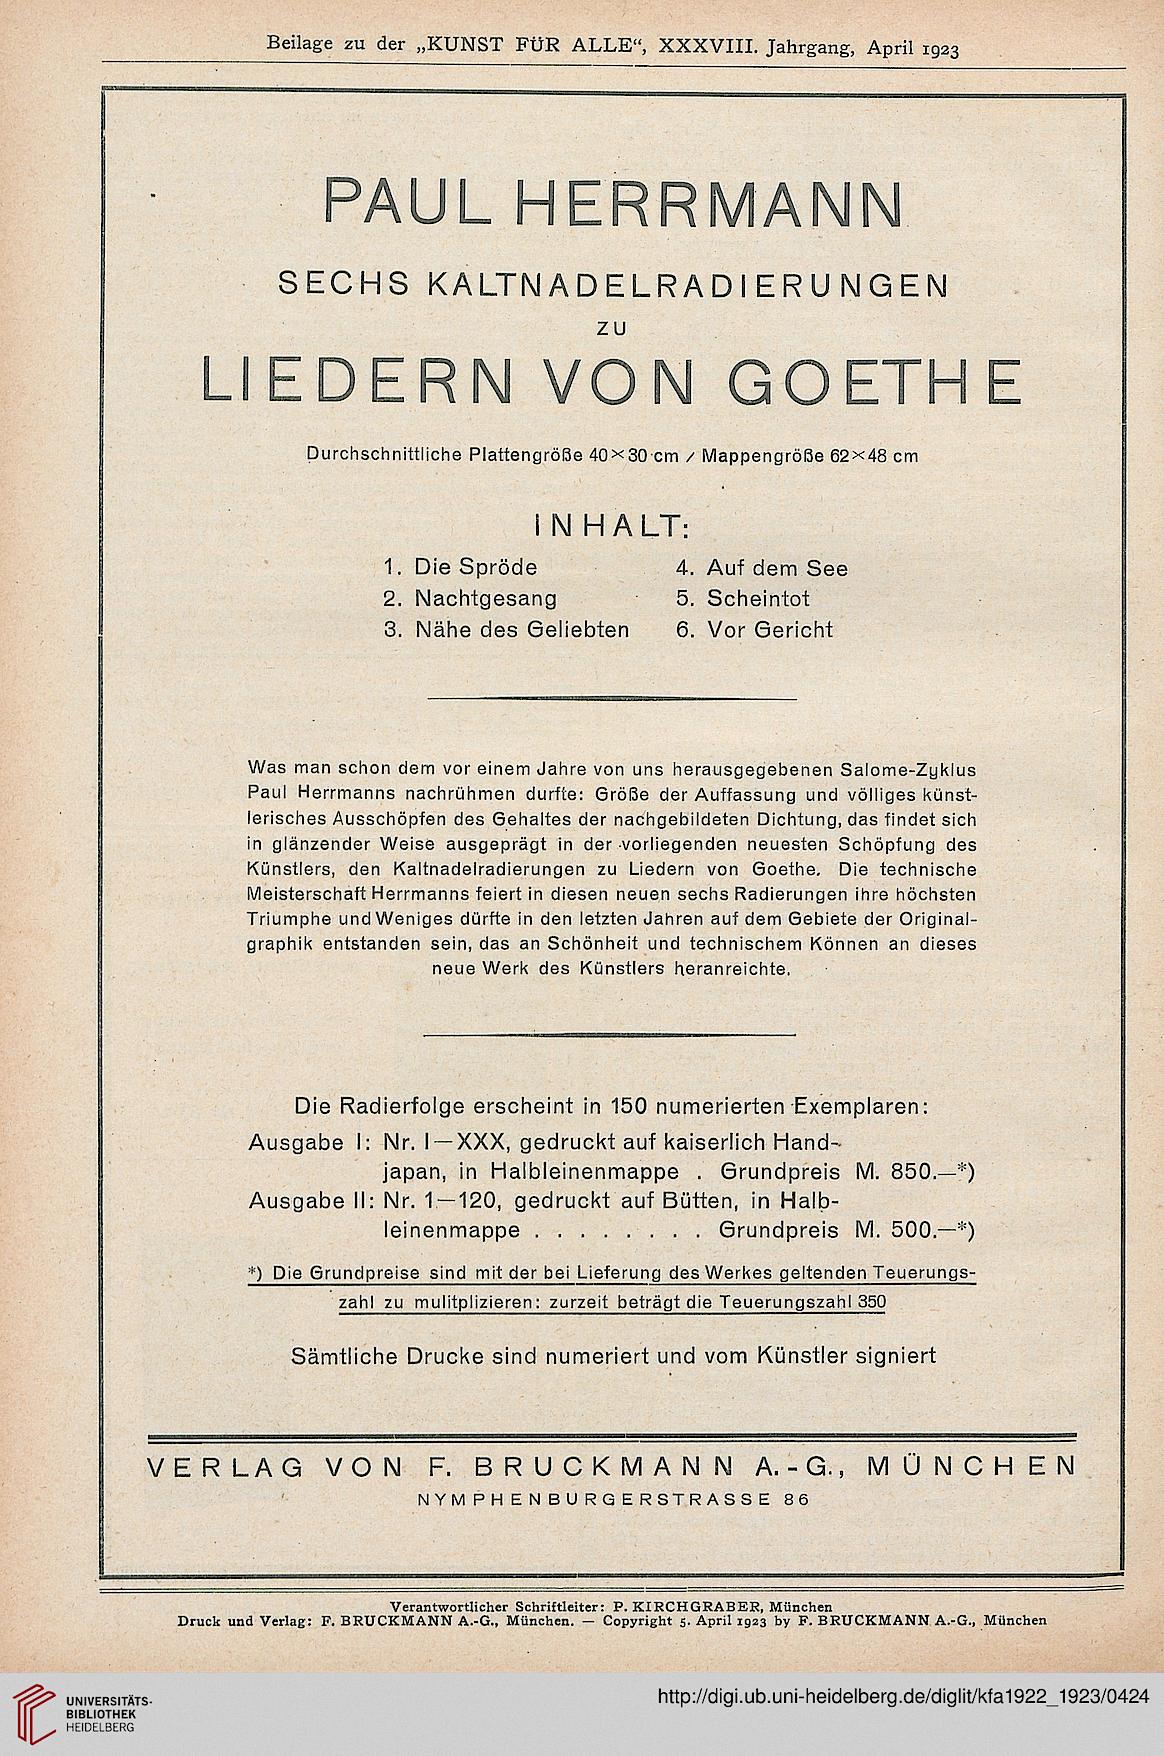 Beilage zu der „KUNST FÜR ALLE“, XXXVIII. Jahrgang, April 1923
PAUL HERRMANN
SECHS KALTNADELRADIERUNGEN
ZU
LIEDERN VON GOETHE
Durchschnittliche Plattengröße 40×30 cm / Mappengröße 62×48 cm
INHALT:
1. Die Spröde
2. Nachtgesang
3. Nähe des Geliebten
4. Auf dem See
5. Scheintot
6. Vor Gericht
Was man schon dem vor einem Jahre von uns herausgegebenen Salome-Zyklus
Paul Herrmanns nachrühmen durfte: Größe der Auffassung und völliges künst-
lerisches Ausschöpfen des Gehaltes der nachgebildeten Dichtung, das findet sich
in glänzender Weise ausgeprägt in der vorliegenden neuesten Schöpfung des
Künstlers, den Kaltnadelradierungen zu Liedern von Goethe. Die technische
Meisterschaft Herrmanns feiert in diesen neuen sechs Radierungen ihre höchsten
Triumphe und Weniges dürfte in den letzten Jahren auf dem Gebiete der Original-
graphik entstanden sein, das an Schönheit und technischem Können an dieses
neue Werk des Künstlers heranreichte.
Die Radierfolge erscheint in 150 numerierten Exemplaren:
Ausgabe I: Nr. I—XXX, gedruckt auf kaiserlich Hand-
japan, in Halbleinenmappe . Grundpreis M. 850.—*)
Ausgabe II: Nr. 1—120, gedruckt auf Bütten, in Halb-
leinenmappe . . . . . . . . Grundpreis M. 500.—*)
*) Die Grundpreise sind mit der bei Lieferung des Werkes geltenden Teuerungs-
zahl zu mulitplizieren: zurzeit beträgt die Teuerungszahl 350
Sämtliche Drucke sind numeriert und vom Künstler signiert
VERLAG VON F. BRUCKMANN A.-G., MÜNCHEN
NYMPHENBURGERSTRASSE 86
Verantwortlicher Schriftleiter: P. KIRCHGRABER, München
Druck und Verlag: F. BRUCKMANN A.-G., München. — Copyright 5. April 1923 by F. BRUCKMANN A.-G., München
UNIVERSITÄTS-
BIBLIOTHEK
HEIDELBERG
http://digi.ub.uni-heidelberg.de/diglit/kfa1922_1923/0424